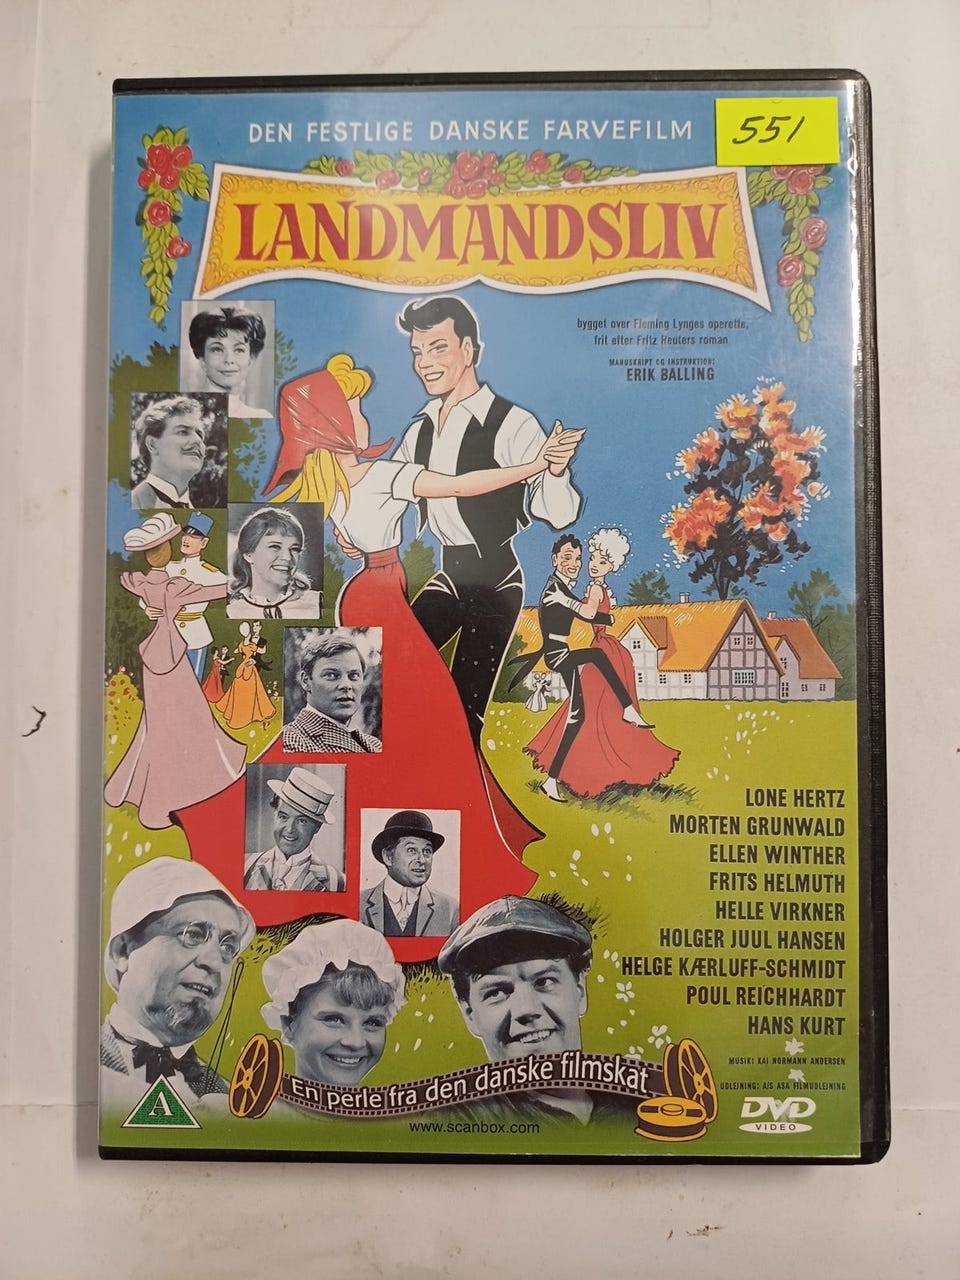 DEN FESTLIGE DANSKE FARVEFILM
551
LANDMANDSLIV
bygget over Fleming Lynges operette,
frit efter Fritz Reuters roman
MANUSKRIPT OG INSTRUKTION:
ERIK BALLING
LONE HERTZ
MORTEN GRUNWALD
ELLEN WINTHER
FRITS HELMUTH
HELLE VIRKNER
HOLGER JUUL HANSEN
HELGE KÆRLUFF-SCHMIDT
POUL REICHHARDT
HANS KURT
MUSIK: KAI NORMANN ANDERSEN
UDLEJNING: A/S ASA FILMUDLEJNING
En perle fra den danske filmskat
www.scanbox.com
A
DVD
VIDEO